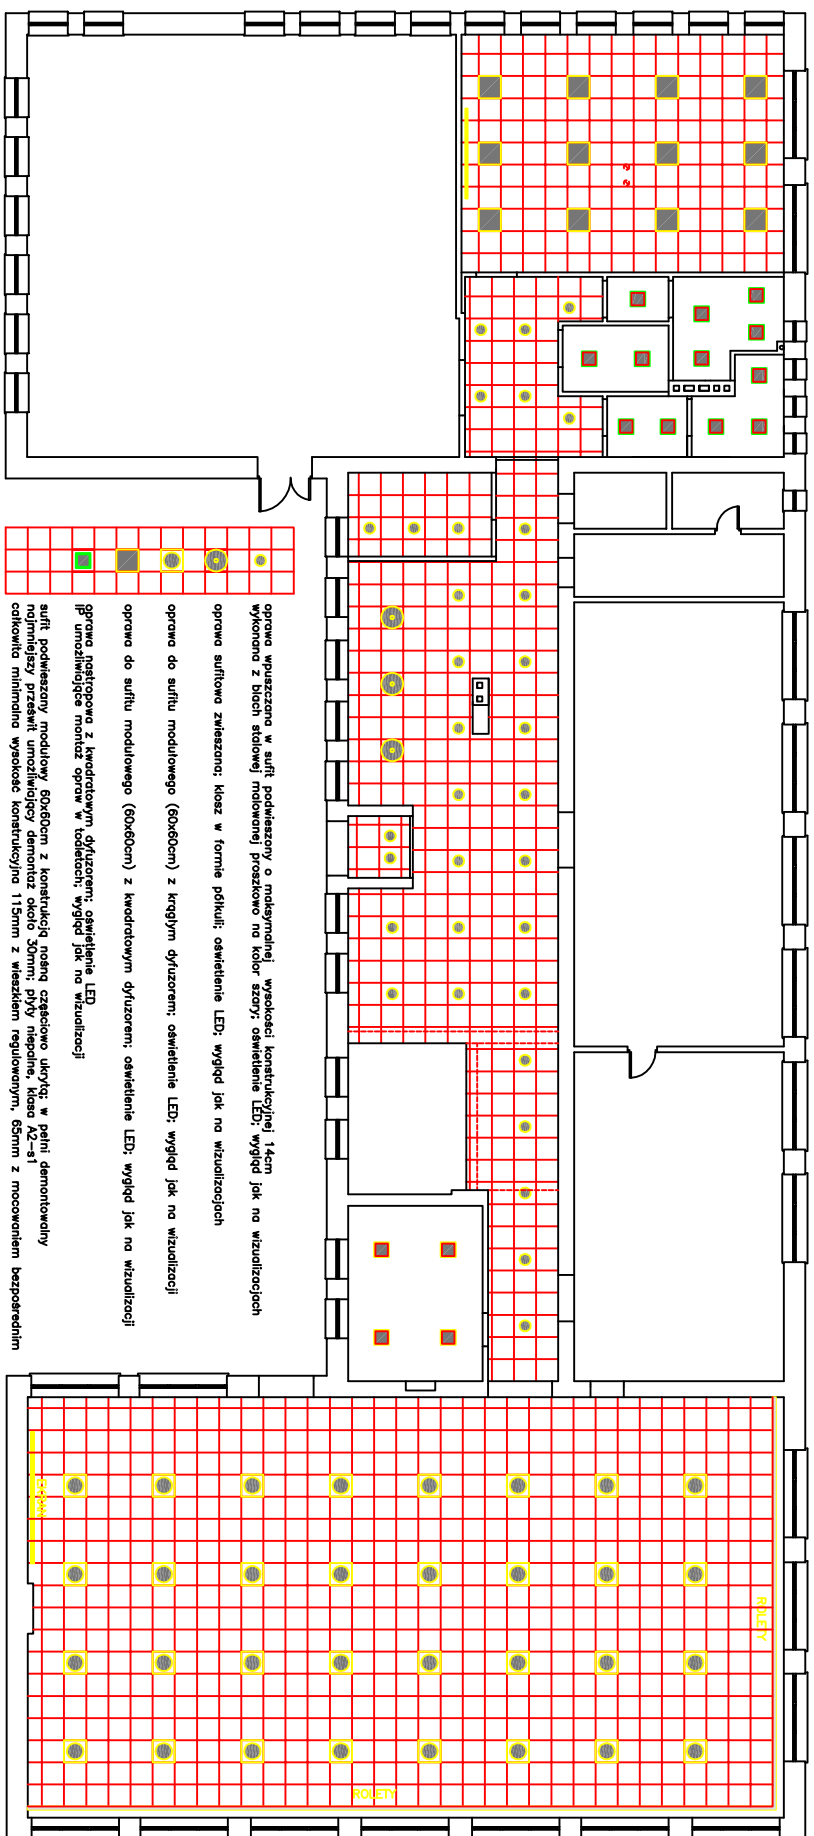 oprawa wpuszczana w sufit podwieszony o maksymalnej wysokości konstrukcyjnej 14cm
wykonana z blach stalowej malowanej proszkowo na kolor szary; oświetlenie LED; wygląd jak na wizualizacjach
oprawa sufitowa zwieszana; klosz w formie półkuli; oświetlenie LED; wygląd jak na wizualizacjach
oprawa do sufitu modułowego (60x60cm) z krągłym dyfuzorem; oświetlenie LED; wygląd jak na wizualizacji
oprawa do sufitu modułowego (60x60cm) z kwadratowym dyfuzorem; oświetlenie LED; wygląd jak na wizualizacji
oprawa nastropowa z kwadratowym dyfuzorem; oświetlenie LED
IP umożliwiające montaż opraw w toaletach; wygląd jak na wizualizacji
sufit podwieszany modułowy 60x60cm z konstrukcją nośną częściowo ukrytą; w pełni demontowalny
najmniejszy prześwit umożliwiający demontaż około 30mm; płyty niepalne, klasa A2-s1
całkowita minimalna wysokość konstrukcyjna 115mm z wieszkiem regulowanym, 65mm z mocowaniem bezpośrednim
ROLETY
ROLETY